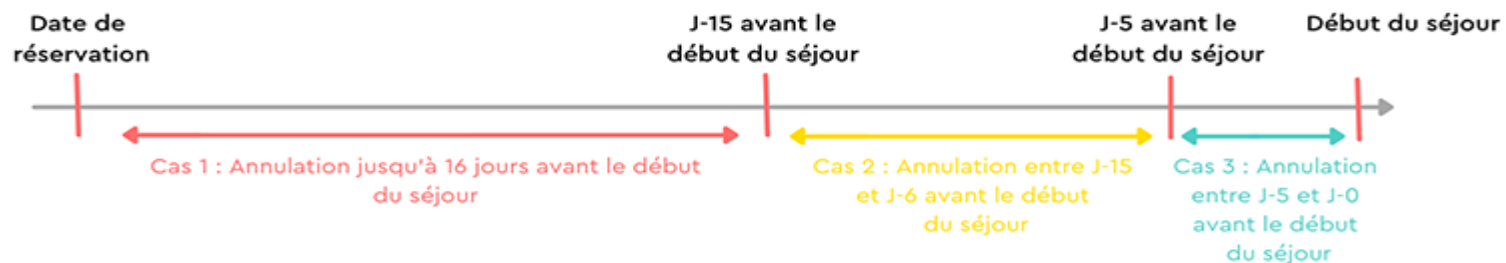 Date de
réservation
J-15 avant le
début du séjour
J-5 avant le
début du séjour
Début du séjour
Cas 1 : Annulation jusqu'à 16 jours avant le début
du séjour
Cas 2 : Annulation entre J-15
et J-6 avant le début
du séjour
Cas 3 : Annulation
entre J-5 et J-0
avant le début
du séjour